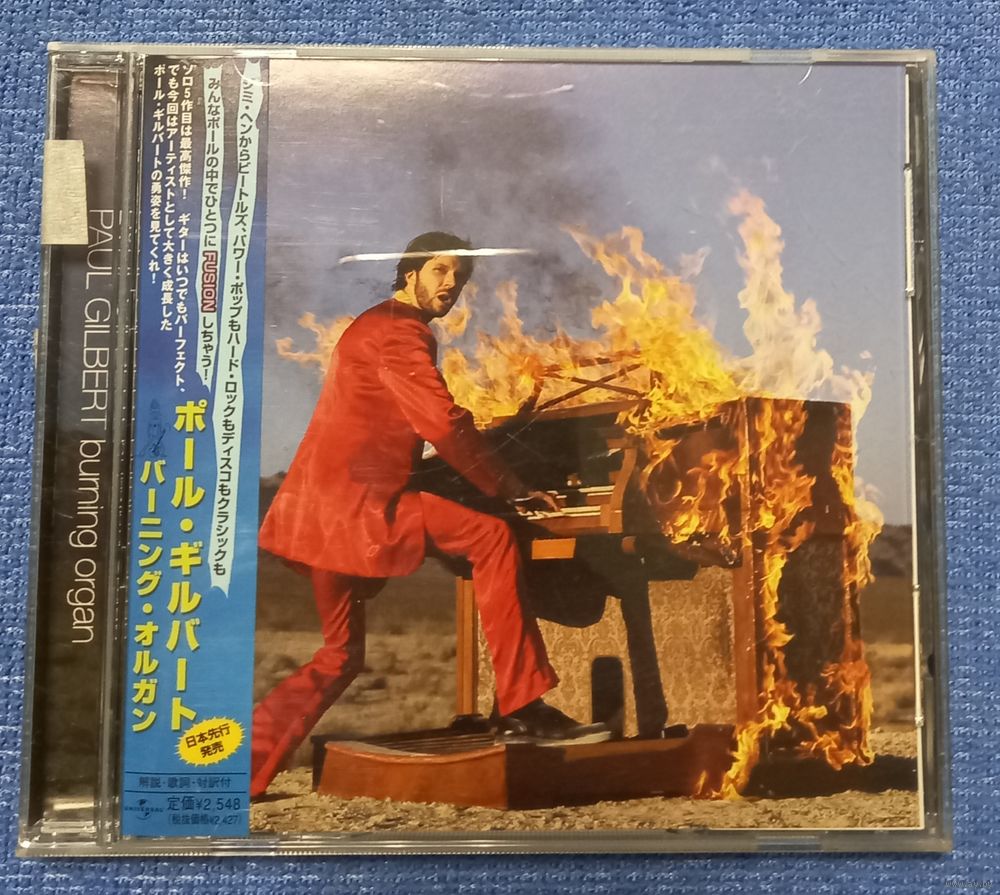 PAUL GILBERT burning organ
ジミ・ヘンからビートルズ、パワー・ポップもハード・ロックもディスコもクラシックも
みんなポールの中でひとつにFUSIONしちゃう!
ソロ5作目は最高傑作! ギターはいつでもパーフェクト、
でも今回はアーティストとして大きく成長した
ポール・ギルバートの勇姿を見てくれ!
ポール・ギルバート
バーニング・オルガン
日本先行
発売
解説・歌詞・対訳付
UNIVERSAL
定価¥2,548
(税抜価格¥2,427)